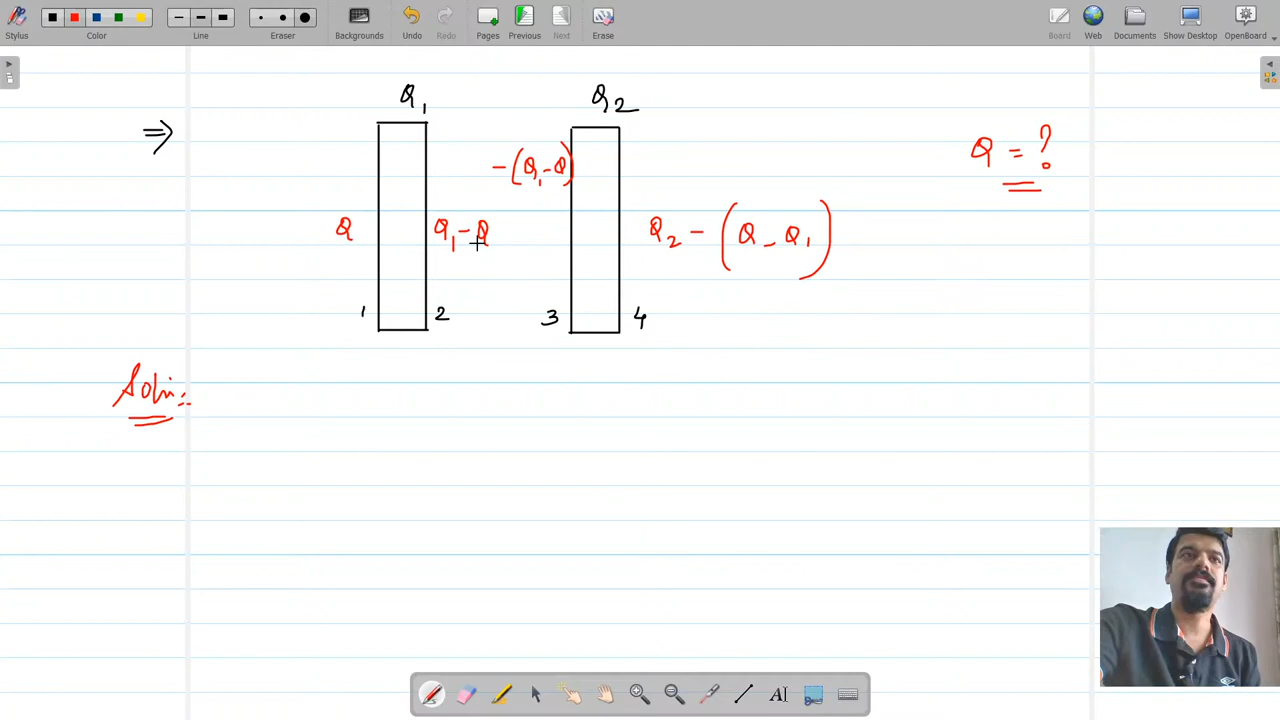 Stylus
Color
Line
Eraser
Backgrounds
Undo
Redo
Pages
Previous
Next
Erase
Board
Web
Documents
Show Desktop
OpenBoard
Q1 Q2
⇒
-(Q1-Q)
Q = ?
Q Q1-Q Q2 - (Q - Q1)
1 2 3 4
Soln:-
AI